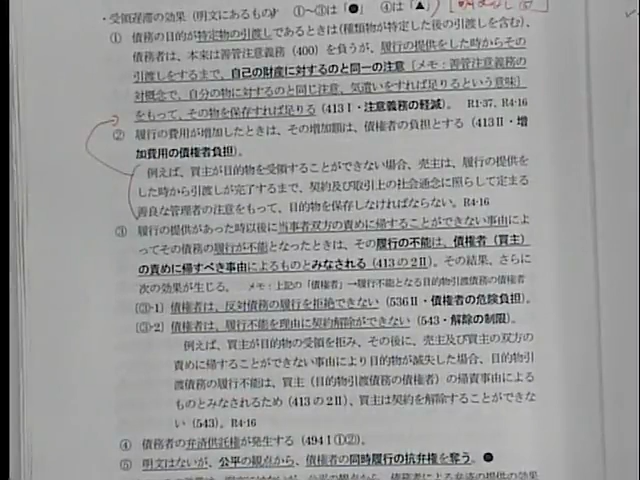 ・受領遅滞の効果（明文にあるもの　①～③は「●」　④は「▲」）
① 債務の目的が特定物の引渡しであるときは（種類物が特定した後の引渡しを含む）、
債務者は、本来は善管注意義務（400）を負うが、履行の提供をした時からその
引渡しをするまで、自己の財産に対するのと同一の注意［メモ：善管注意義務の
対概念で、自分の物に対するのと同じ注意、気遣いをすれば足りるという意味］
をもって、その物を保存すれば足りる（413Ⅰ・注意義務の軽減）。 R1-37、R4-16
② 履行の費用が増加したときは、その増加額は、債権者の負担とする（413Ⅱ・増
加費用の債権者負担）。
例えば、買主が目的物を受領することができない場合、売主は、履行の提供を
した時から引渡しが完了するまで、契約及び取引上の社会通念に照らして定まる
善良な管理者の注意をもって、目的物を保存しなければならない。R4-16
③ 履行の提供があった時以後に当事者双方の責めに帰することができない事由によ
ってその債務の履行が不能となったときは、その履行の不能は、債権者（買主）
の責めに帰すべき事由によるものとみなされる（413の2Ⅱ）。その結果、さらに
次の効果が生じる。 メモ：上記の「債権者」→履行不能となる目的物引渡債務の債権者
〔③-1〕債権者は、反対債務の履行を拒絶できない（536Ⅱ・債権者の危険負担）。
〔③-2〕債権者は、履行不能を理由に契約解除ができない（543・解除の制限）。
例えば、買主が目的物の受領を拒み、その後に、売主及び買主の双方の
責めに帰することができない事由により目的物が滅失した場合、目的物引
渡債務の履行不能は、買主（目的物引渡債務の債権者）の帰責事由による
ものとみなされるため（413の2Ⅱ）、買主は契約を解除することができな
い（543）。R4-16
④ 債務者の弁済供託権が発生する（494Ⅰ①②）。
⑤ 明文はないが、公平の観点から、債権者の同時履行の抗弁権を奪う。●